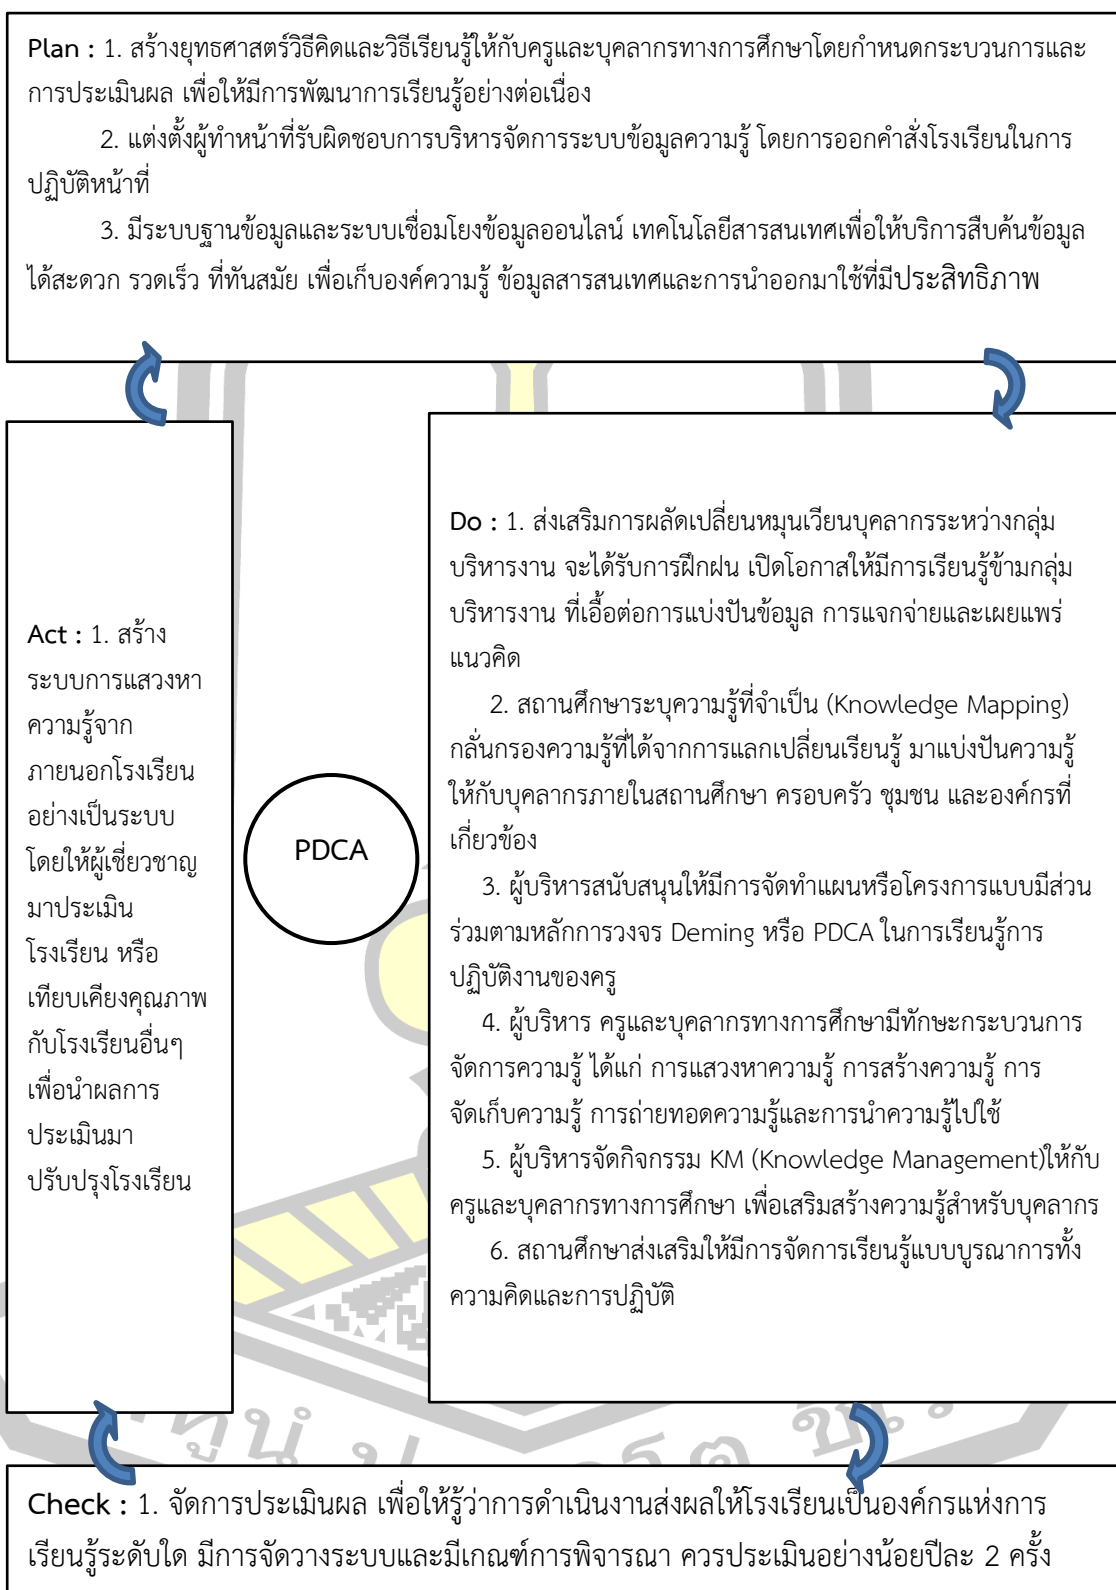 Plan : 1. สร้างยุทธศาสตร์วิธีคิดและวิธีเรียนรู้ให้กับครูและบุคลากรทางการศึกษาโดยกำหนดกระบวนการและ
การประเมินผล เพื่อให้มีการพัฒนาการเรียนรู้อย่างต่อเนื่อง
2. แต่งตั้งผู้ทำหน้าที่รับผิดชอบการบริหารจัดการระบบข้อมูลความรู้ โดยการออกคำสั่งโรงเรียนในการ
ปฏิบัติหน้าที่
3. มีระบบฐานข้อมูลและระบบเชื่อมโยงข้อมูลออนไลน์ เทคโนโลยีสารสนเทศเพื่อให้บริการสืบค้นข้อมูล
ได้สะดวก รวดเร็ว ที่ทันสมัย เพื่อเก็บองค์ความรู้ ข้อมูลสารสนเทศและการนำออกมาใช้ที่มีประสิทธิภาพ
Act : 1. สร้าง
ระบบการแสวงหา
ความรู้จาก
ภายนอกโรงเรียน
อย่างเป็นระบบ
โดยให้ผู้เชี่ยวชาญ
มาประเมิน
โรงเรียน หรือ
เทียบเคียงคุณภาพ
กับโรงเรียนอื่นๆ
เพื่อนำผลการ
ประเมินมา
ปรับปรุงโรงเรียน
PDCA
Do : 1. ส่งเสริมการผลัดเปลี่ยนหมุนเวียนบุคลากรระหว่างกลุ่ม
บริหารงาน จะได้รับการฝึกฝน เปิดโอกาสให้มีการเรียนรู้ข้ามกลุ่ม
บริหารงาน ที่เอื้อต่อการแบ่งปันข้อมูล การแจกจ่ายและเผยแพร่
แนวคิด
2. สถานศึกษาระบุความรู้ที่จำเป็น (Knowledge Mapping)
กลั่นกรองความรู้ที่ได้จากการแลกเปลี่ยนเรียนรู้ มาแบ่งปันความรู้
ให้กับบุคลากรภายในสถานศึกษา ครอบครัว ชุมชน และองค์กรที่
เกี่ยวข้อง
3. ผู้บริหารสนับสนุนให้มีการจัดทำแผนหรือโครงการแบบมีส่วน
ร่วมตามหลักการวงจร Deming หรือ PDCA ในการเรียนรู้การ
ปฏิบัติงานของครู
4. ผู้บริหาร ครูและบุคลากรทางการศึกษามีทักษะกระบวนการ
จัดการความรู้ ได้แก่ การแสวงหาความรู้ การสร้างความรู้ การ
จัดเก็บความรู้ การถ่ายทอดความรู้และการนำความรู้ไปใช้
5. ผู้บริหารจัดกิจกรรม KM (Knowledge Management)ให้กับ
ครูและบุคลากรทางการศึกษา เพื่อเสริมสร้างความรู้สำหรับบุคลากร
6. สถานศึกษาส่งเสริมให้มีการจัดการเรียนรู้แบบบูรณาการทั้ง
ความคิดและการปฏิบัติ
Check : 1. จัดการประเมินผล เพื่อให้รู้ว่าการดำเนินงานส่งผลให้โรงเรียนเป็นองค์กรแห่งการ
เรียนรู้ระดับใด มีการจัดวางระบบและมีเกณฑ์การพิจารณา ควรประเมินอย่างน้อยปีละ 2 ครั้ง